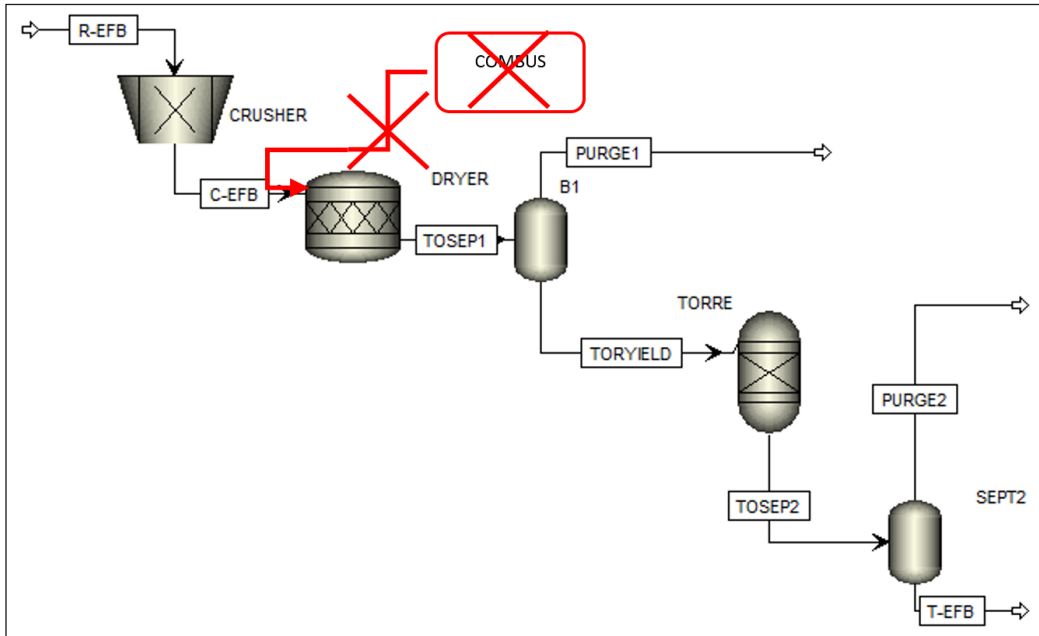 R-EFB
COMBUS
CRUSHER
PURGE1
DRYER
B1
C-EFB
TOSEP1
TORRE
TORYIELD
PURGE2
TOSEP2
SEPT2
T-EFB